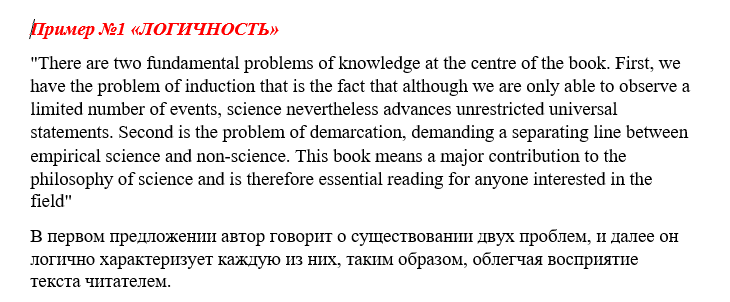 Пример №1 «ЛОГИЧНОСТЬ»
"There are two fundamental problems of knowledge at the centre of the book. First, we
have the problem of induction that is the fact that although we are only able to observe a
limited number of events, science nevertheless advances unrestricted universal
statements. Second is the problem of demarcation, demanding a separating line between
empirical science and non-science. This book means a major contribution to the
philosophy of science and is therefore essential reading for anyone interested in the
field"
В первом предложении автор говорит о существовании двух проблем, и далее он
логично характеризует каждую из них, таким образом, облегчая восприятие
текста читателем.